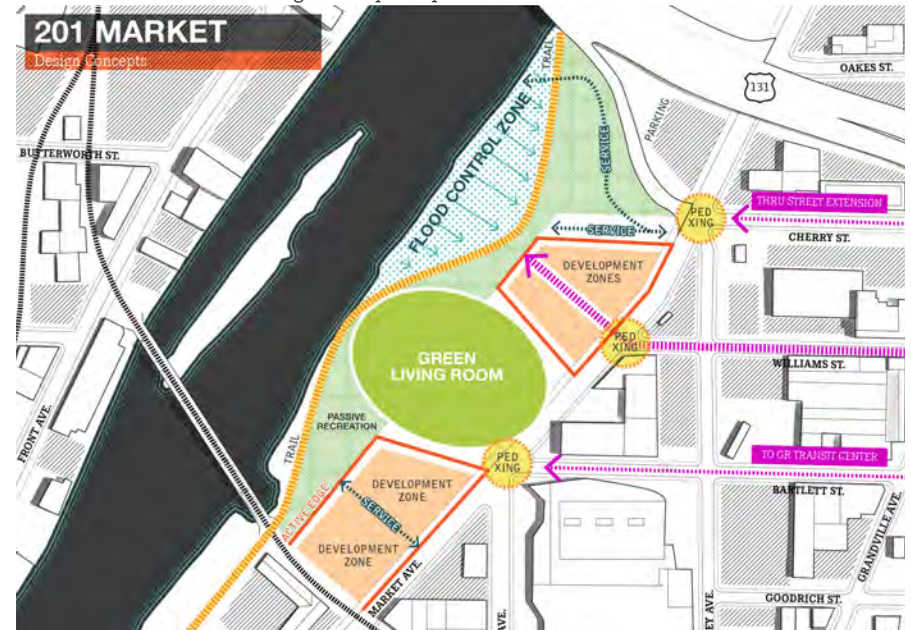 201 MARKET
Design Concepts
OAKES ST.
131
TRAIL
PARKING
BUTTERWORTH ST.
FLOOD CONTROL ZONE
SERVICE
THRU STREET EXTENSION
PED
XING
CHERRY ST.
SERVICE
DEVELOPMENT
ZONES
PED
XING
WILLIAMS ST.
GREEN
LIVING ROOM
PASSIVE
RECREATION
FRONT AVE.
TRAIL
PED
XING
TO GR TRANSIT CENTER
BARTLETT ST.
ACTIVE EDGE
DEVELOPMENT
ZONE
SERVICE
DEVELOPMENT
ZONE
MARKET AVE.
GRANDVILLE AVE.
GOODRICH ST.
AVE.
EY AVE.